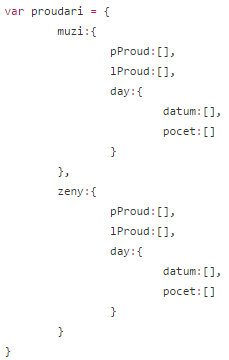 var proudari = {
        muzi:{
                pProud:[],
                lProud:[],
                day:{
                        datum:[],
                        pocet:[]
                }
        },
        zeny:{
                pProud:[],
                lProud:[],
                day:{
                        datum:[],
                        pocet:[]
                }
        }
}